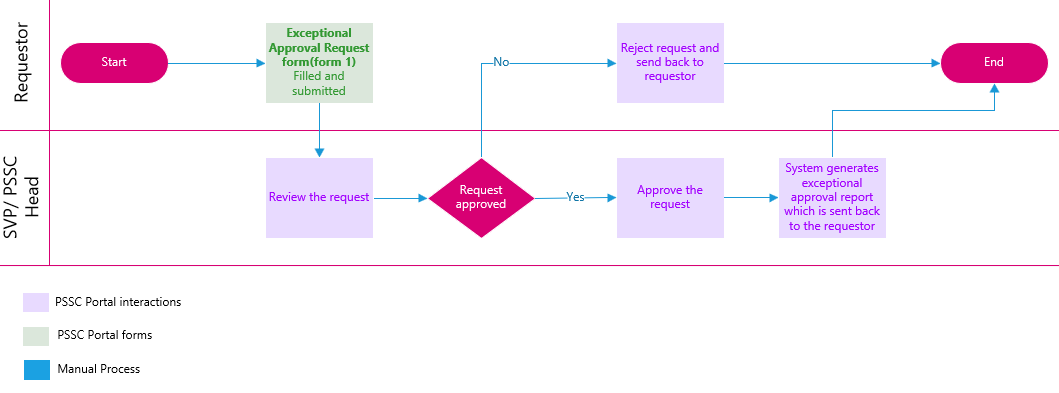 Requestor
Start
Exceptional
Approval Request
form(form 1)
Filled and
submitted
No
Reject request and
send back to
requestor
End
SVP/ PSSC
Head
Review the request
Request
approved
Yes
Approve the
request
System generates
exceptional
approval report
which is sent back
to the requestor
PSSC Portal interactions
PSSC Portal forms
Manual Process